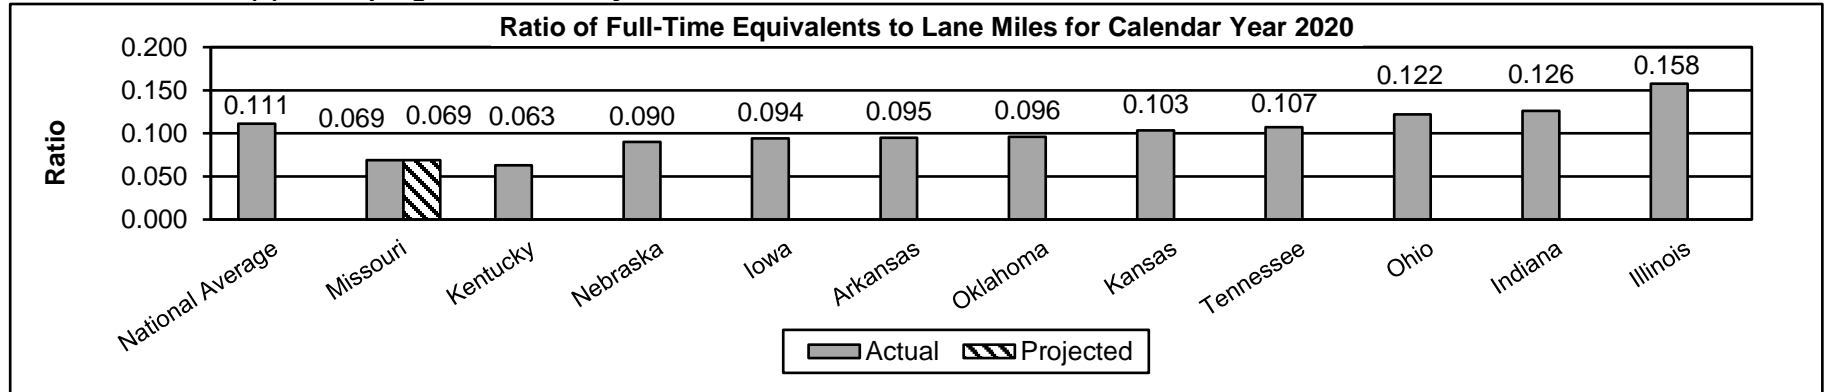 Ratio of Full-Time Equivalents to Lane Miles for Calendar Year 2020
Ratio
0.200
0.150
0.100
0.050
0.000
0.111
0.069
0.069
0.063
0.090
0.094
0.095
0.096
0.103
0.107
0.122
0.126
0.158
National Average
Missouri
Kentucky
Nebraska
Iowa
Arkansas
Oklahoma
Kansas
Tennessee
Ohio
Indiana
Illinois
Actual
Projected